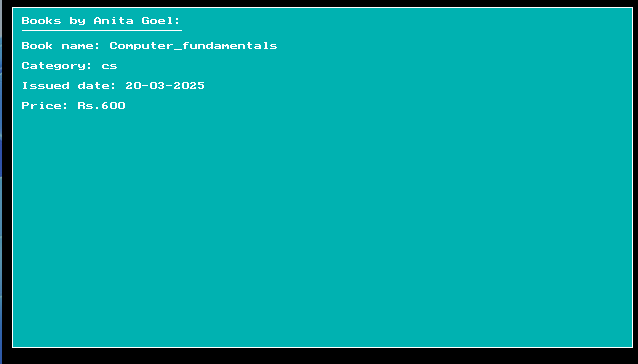 Books by Anita Goel:
Book name: Computer_fundamentals
Category: cs
Issued date: 20-03-2025
Price: Rs.600